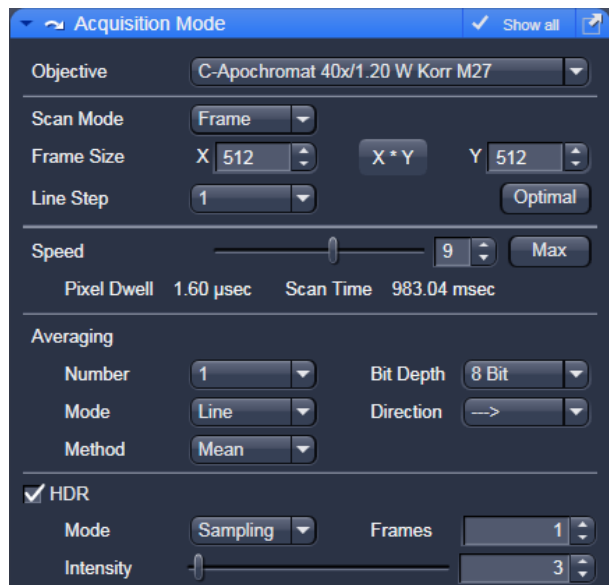 Acquisition Mode Show all
Objective C-Apochromat 40x/1.20 W Korr M27
Scan Mode Frame
Frame Size X 512 X * Y Y 512
Line Step 1 Optimal
Speed 9 Max
Pixel Dwell 1.60 µsec Scan Time 983.04 msec
Averaging
Number 1 Bit Depth 8 Bit
Mode Line Direction --->
Method Mean
HDR
Mode Sampling Frames 1
Intensity 3